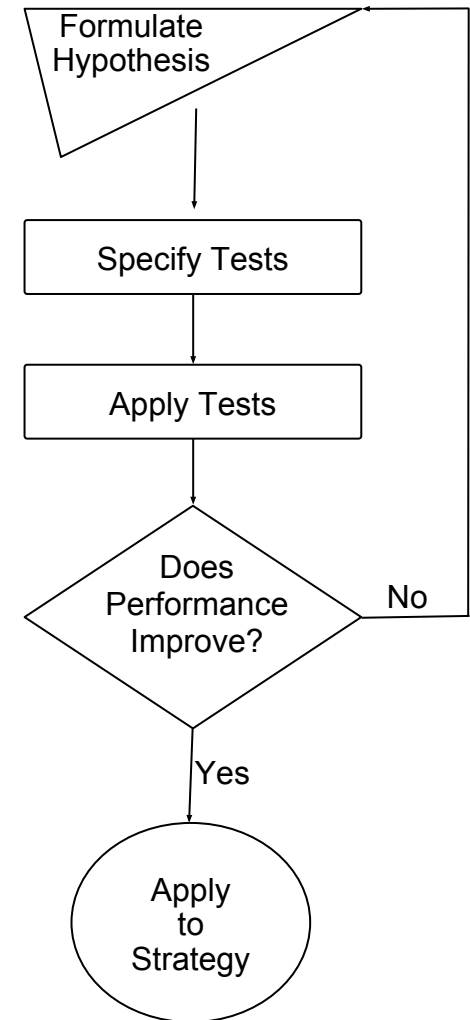 Formulate
Hypothesis
Specify Tests
Apply Tests
Does
Performance
Improve?
No
Yes
Apply
to
Strategy